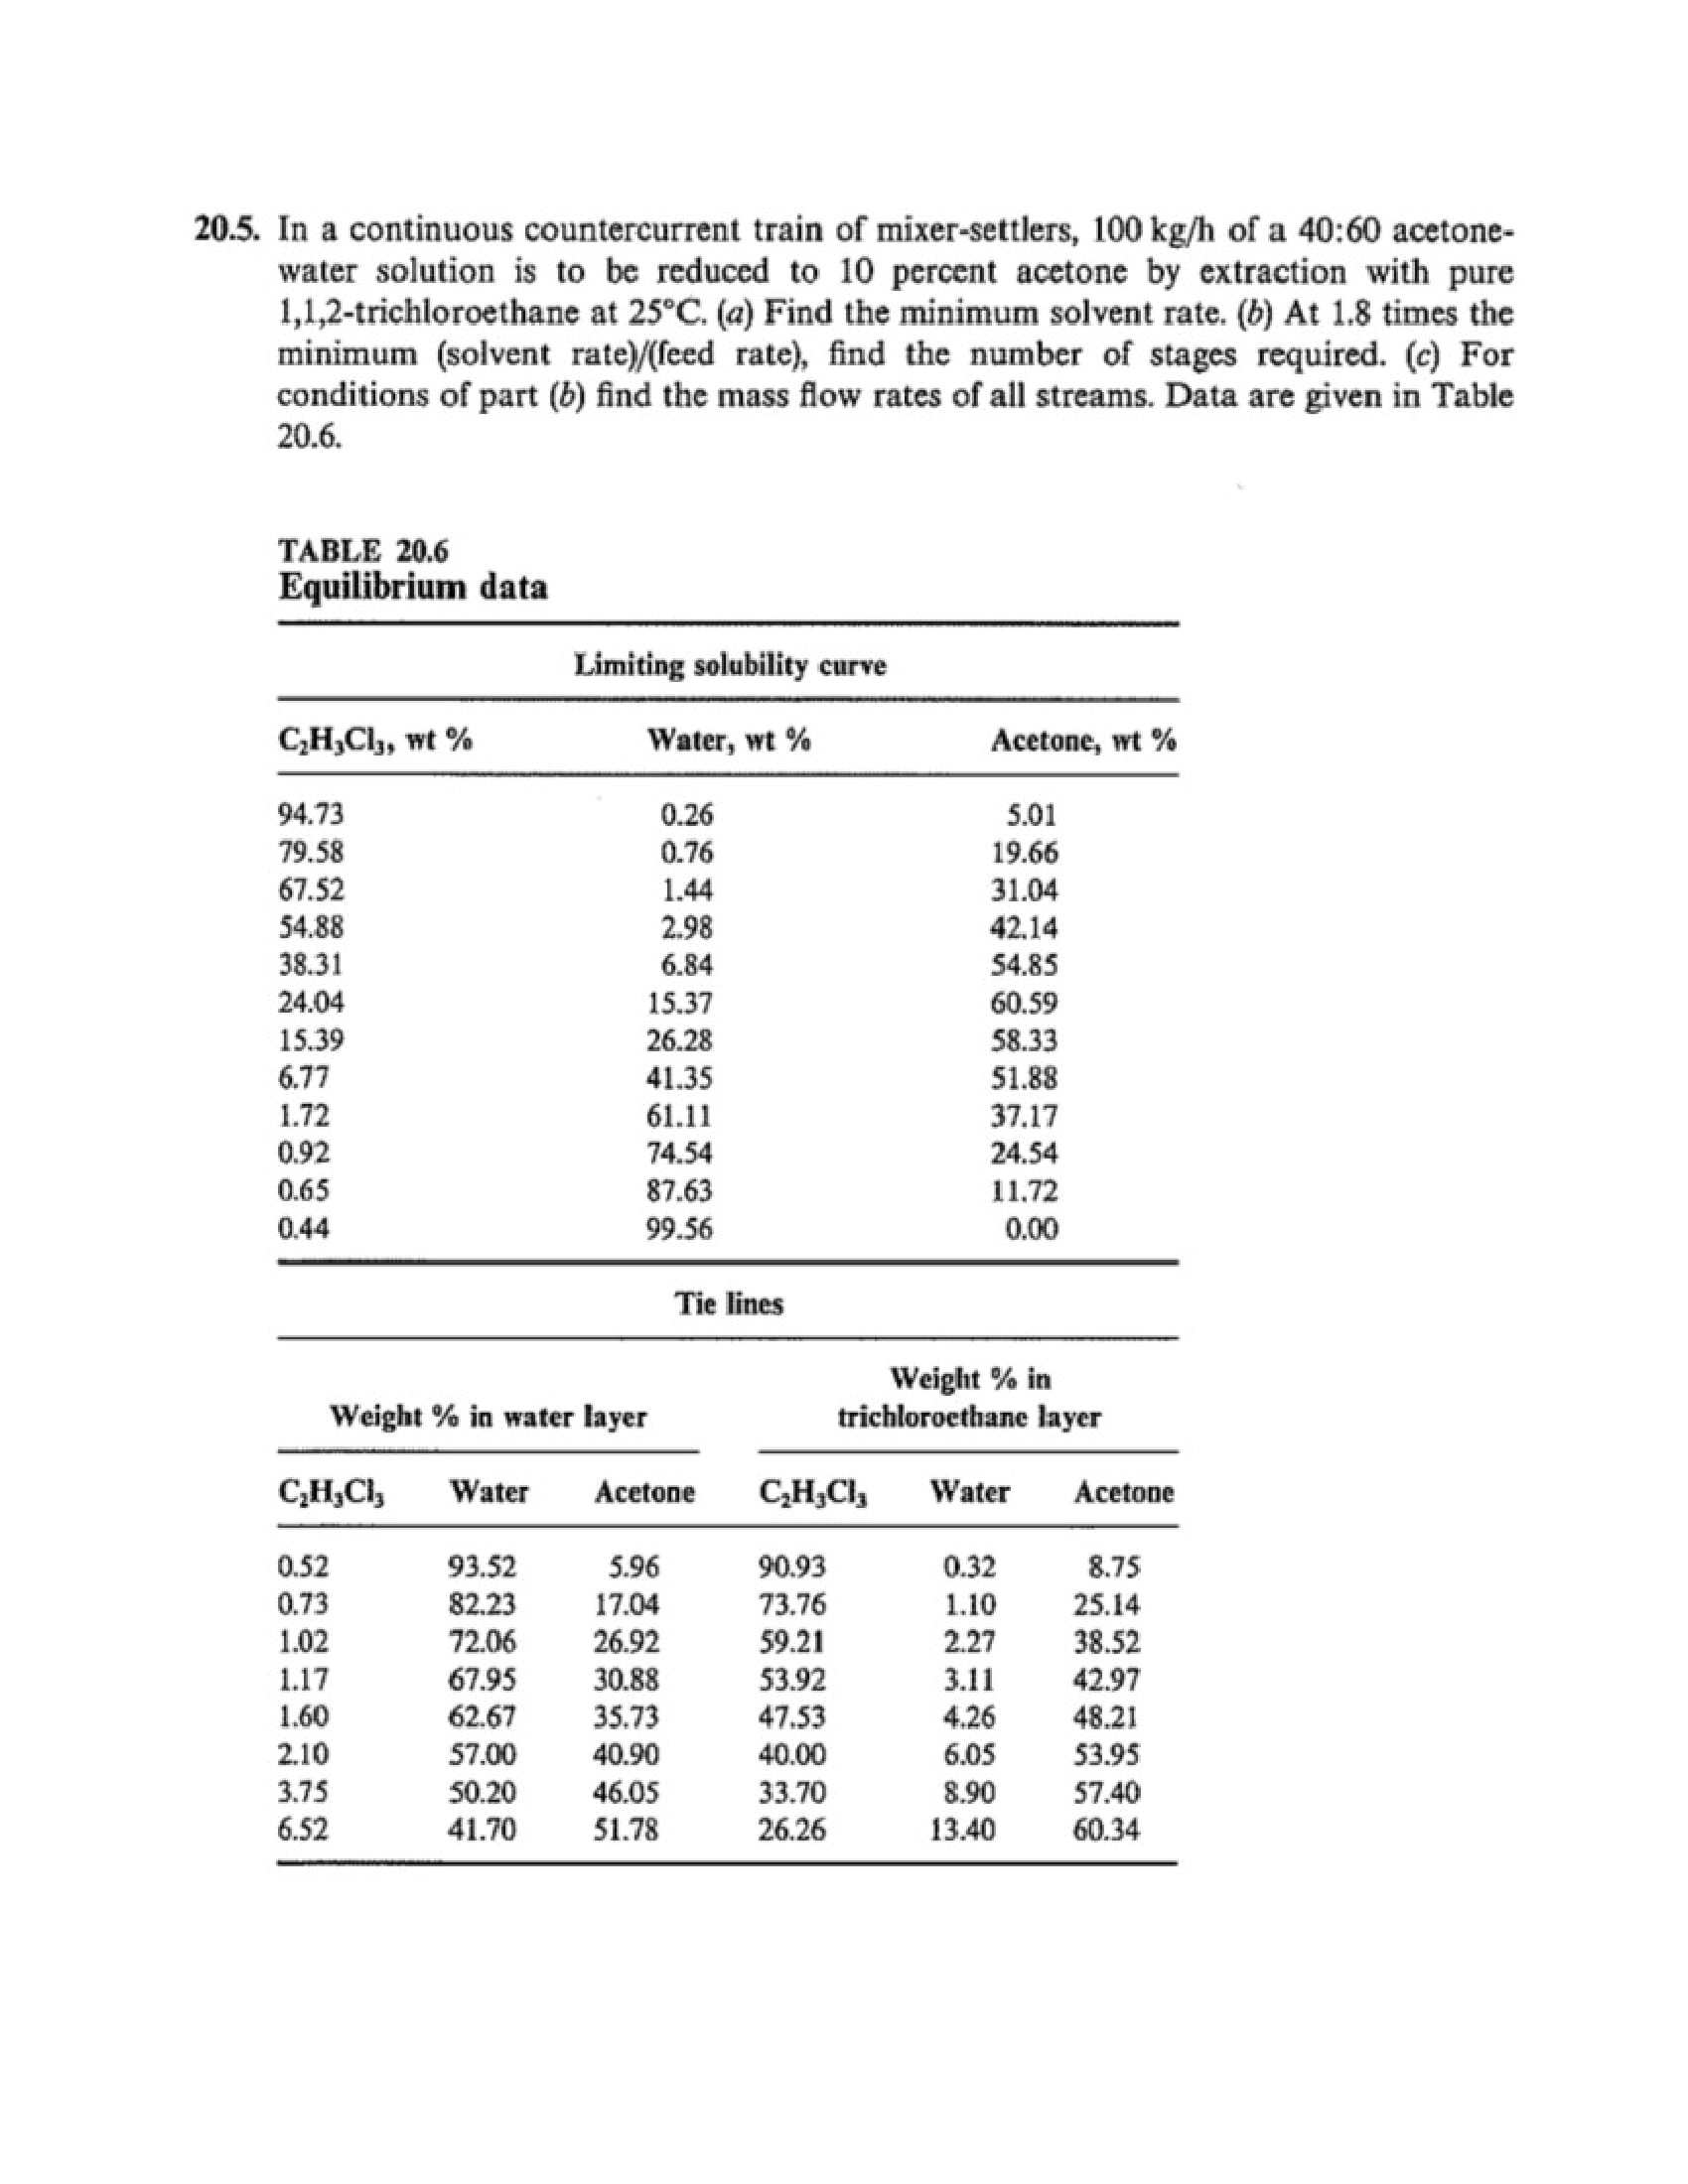 20.5. In a continuous countercurrent train of mixer-settlers, 100 kg/h of a 40:60 acetone-
water solution is to be reduced to 10 percent acetone by extraction with pure
1,1,2-trichloroethane at 25°C. (a) Find the minimum solvent rate. (b) At 1.8 times the
minimum (solvent rate)/(feed rate), find the number of stages required. (c) For
conditions of part (b) find the mass flow rates of all streams. Data are given in Table
20.6.
TABLE 20.6
Equilibrium data
Limiting solubility curve
C₂H₃Cl₃, wt % Water, wt % Acetone, wt %
94.73 0.26 5.01
79.58 0.76 19.66
67.52 1.44 31.04
54.88 2.98 42.14
38.31 6.84 54.85
24.04 15.37 60.59
15.39 26.28 58.33
6.77 41.35 51.88
1.72 61.11 37.17
0.92 74.54 24.54
0.65 87.63 11.72
0.44 99.56 0.00
Tie lines
Weight % in
Weight % in water layer trichloroethane layer
C₂H₃Cl₃ Water Acetone C₂H₃Cl₃ Water Acetone
0.52 93.52 5.96 90.93 0.32 8.75
0.73 82.23 17.04 73.76 1.10 25.14
1.02 72.06 26.92 59.21 2.27 38.52
1.17 67.95 30.88 53.92 3.11 42.97
1.60 62.67 35.73 47.53 4.26 48.21
2.10 57.00 40.90 40.00 6.05 53.95
3.75 50.20 46.05 33.70 8.90 57.40
6.52 41.70 51.78 26.26 13.40 60.34